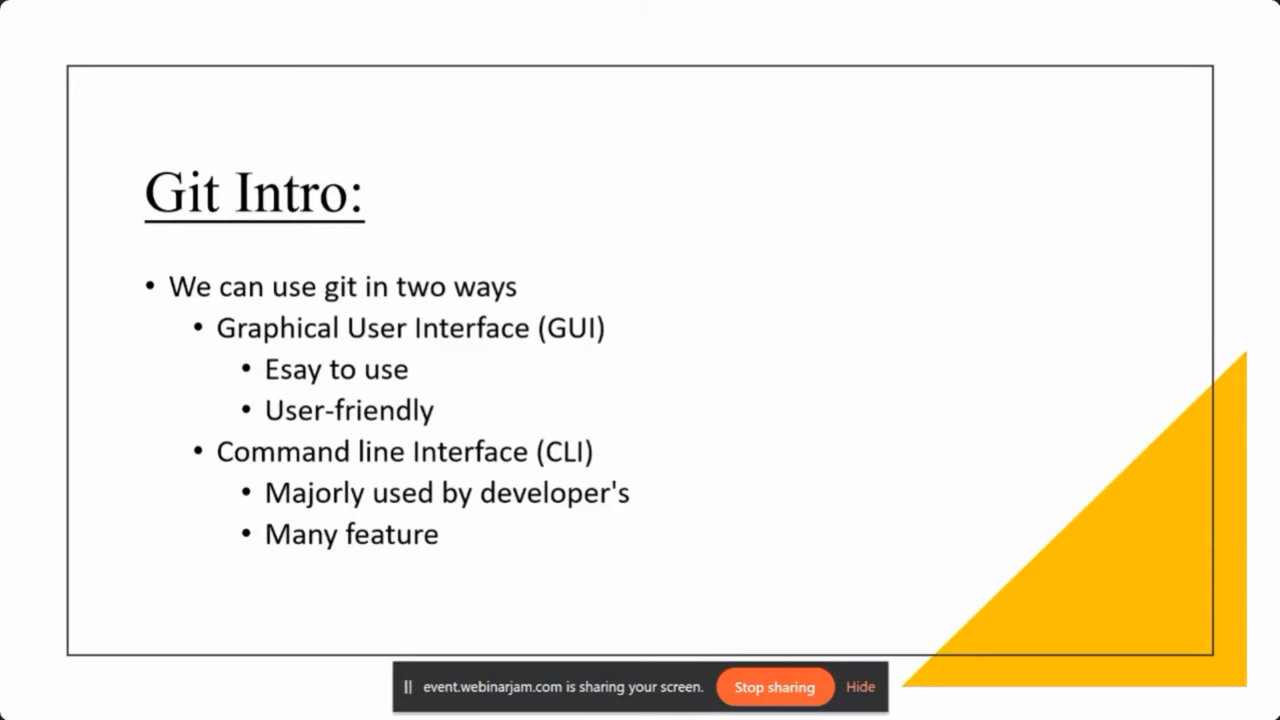 Git Intro:
• We can use git in two ways
• Graphical User Interface (GUI)
• Esay to use
• User-friendly
• Command line Interface (CLI)
• Majorly used by developer's
• Many feature
event.webinarjam.com is sharing your screen.
Stop sharing
Hide